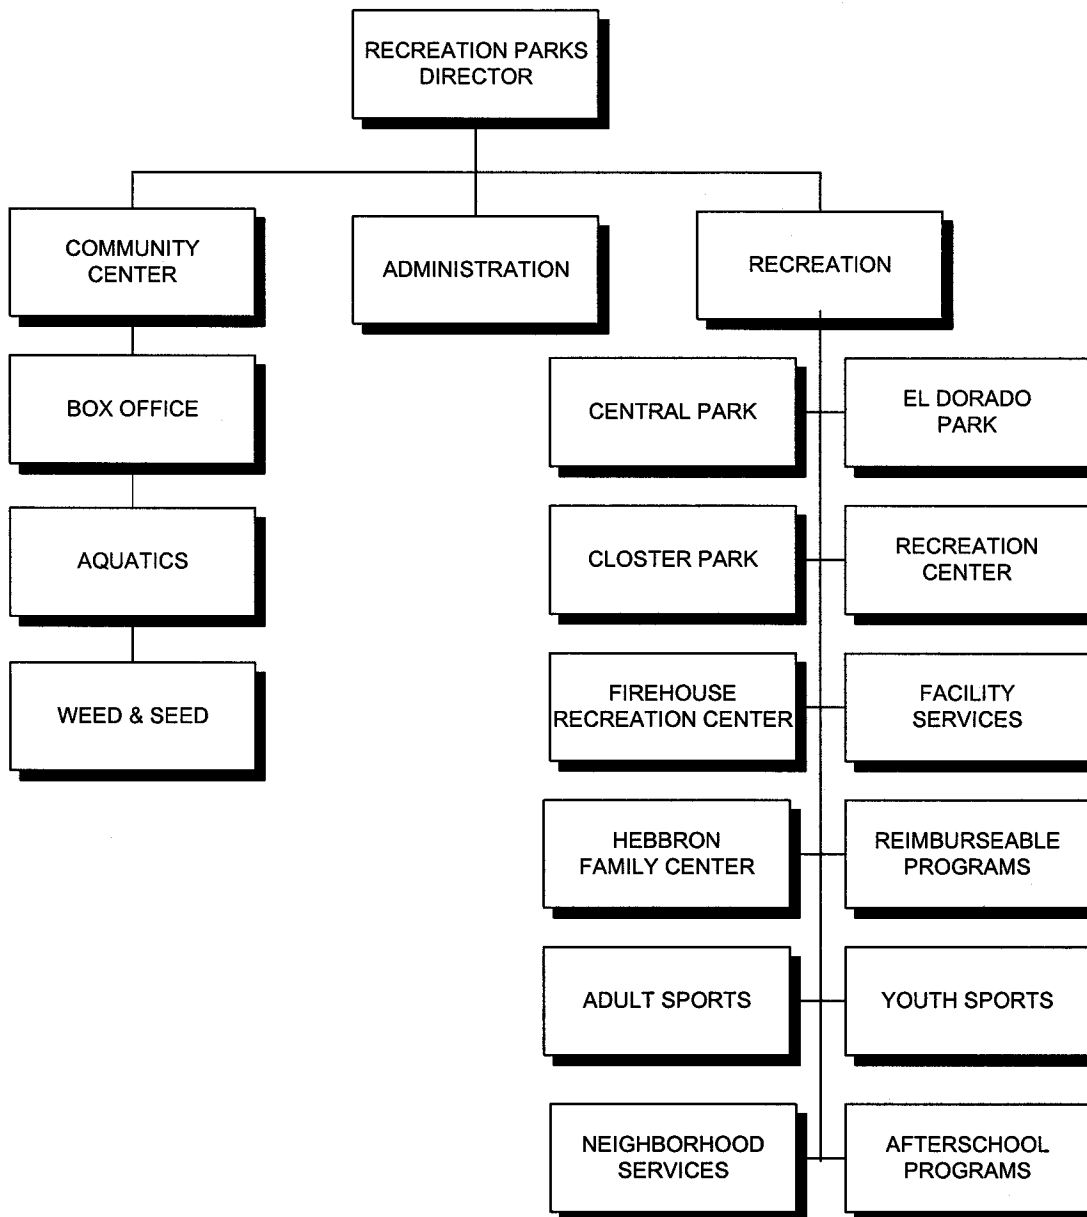 RECREATION PARKS
DIRECTOR
COMMUNITY
CENTER
ADMINISTRATION
RECREATION
BOX OFFICE
AQUATICS
WEED & SEED
CENTRAL PARK
EL DORADO
PARK
CLOSTER PARK
RECREATION
CENTER
FIREHOUSE
RECREATION CENTER
FACILITY
SERVICES
HEBBRON
FAMILY CENTER
REIMBURSEABLE
PROGRAMS
ADULT SPORTS
YOUTH SPORTS
NEIGHBORHOOD
SERVICES
AFTERSCHOOL
PROGRAMS